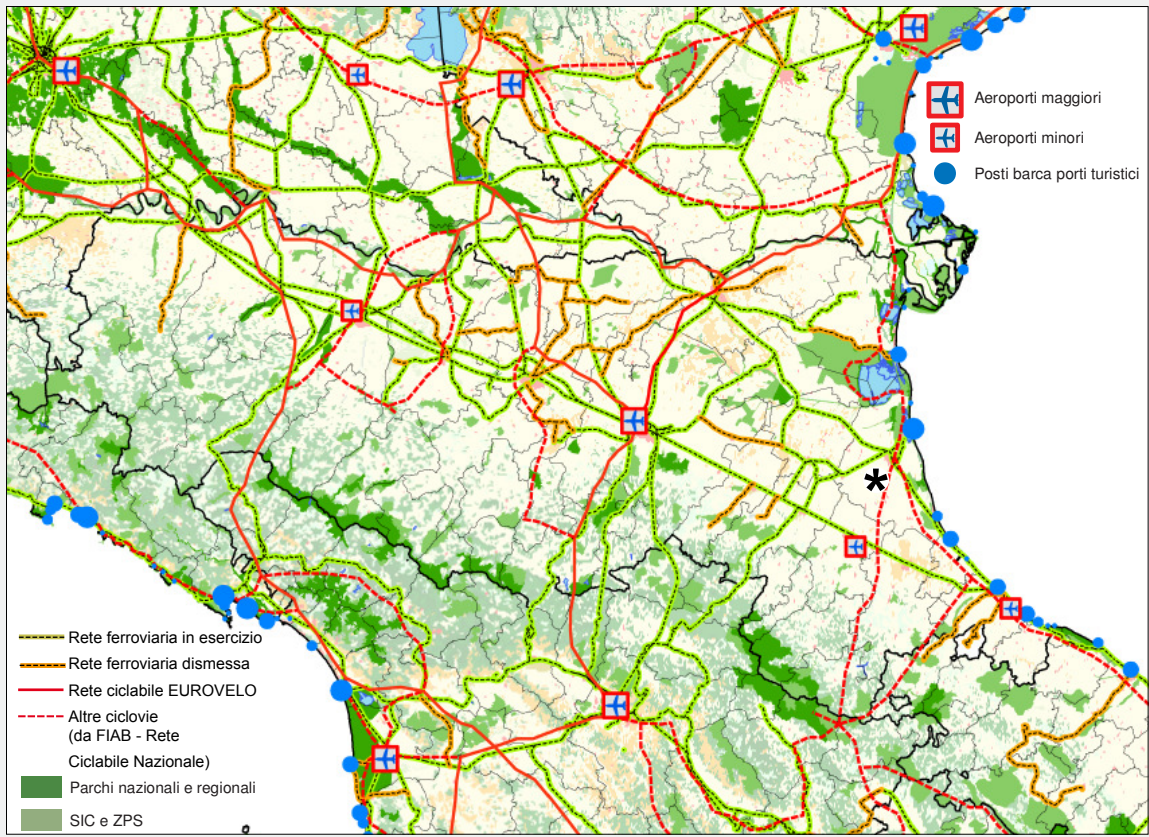 Aeroporti maggiori
Aeroporti minori
Posti barca porti turistici
*
Rete ferroviaria in esercizio
Rete ferroviaria dismessa
Rete ciclabile EUROVELO
Altre ciclovie
(da FIAB - Rete
Ciclabile Nazionale)
Parchi nazionali e regionali
SIC e ZPS